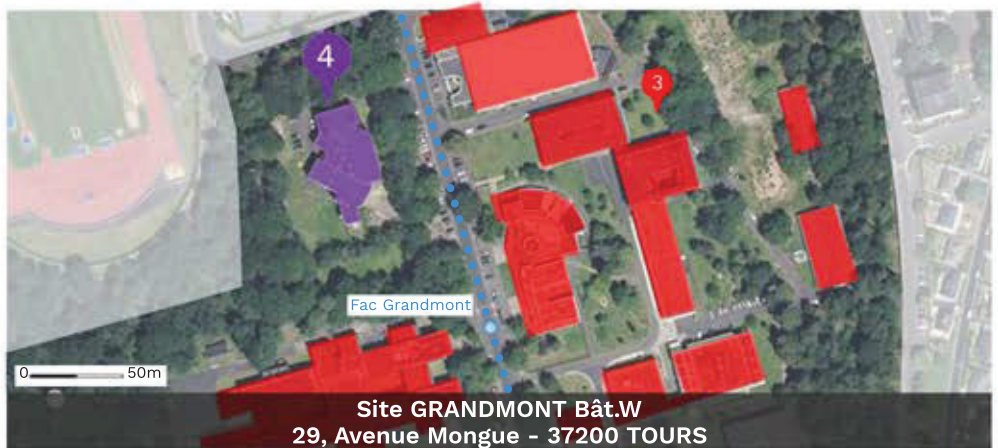 4
3
Fac Grandmont
0 50m
Site GRANDMONT Bât.W
29, Avenue Mongue - 37200 TOURS